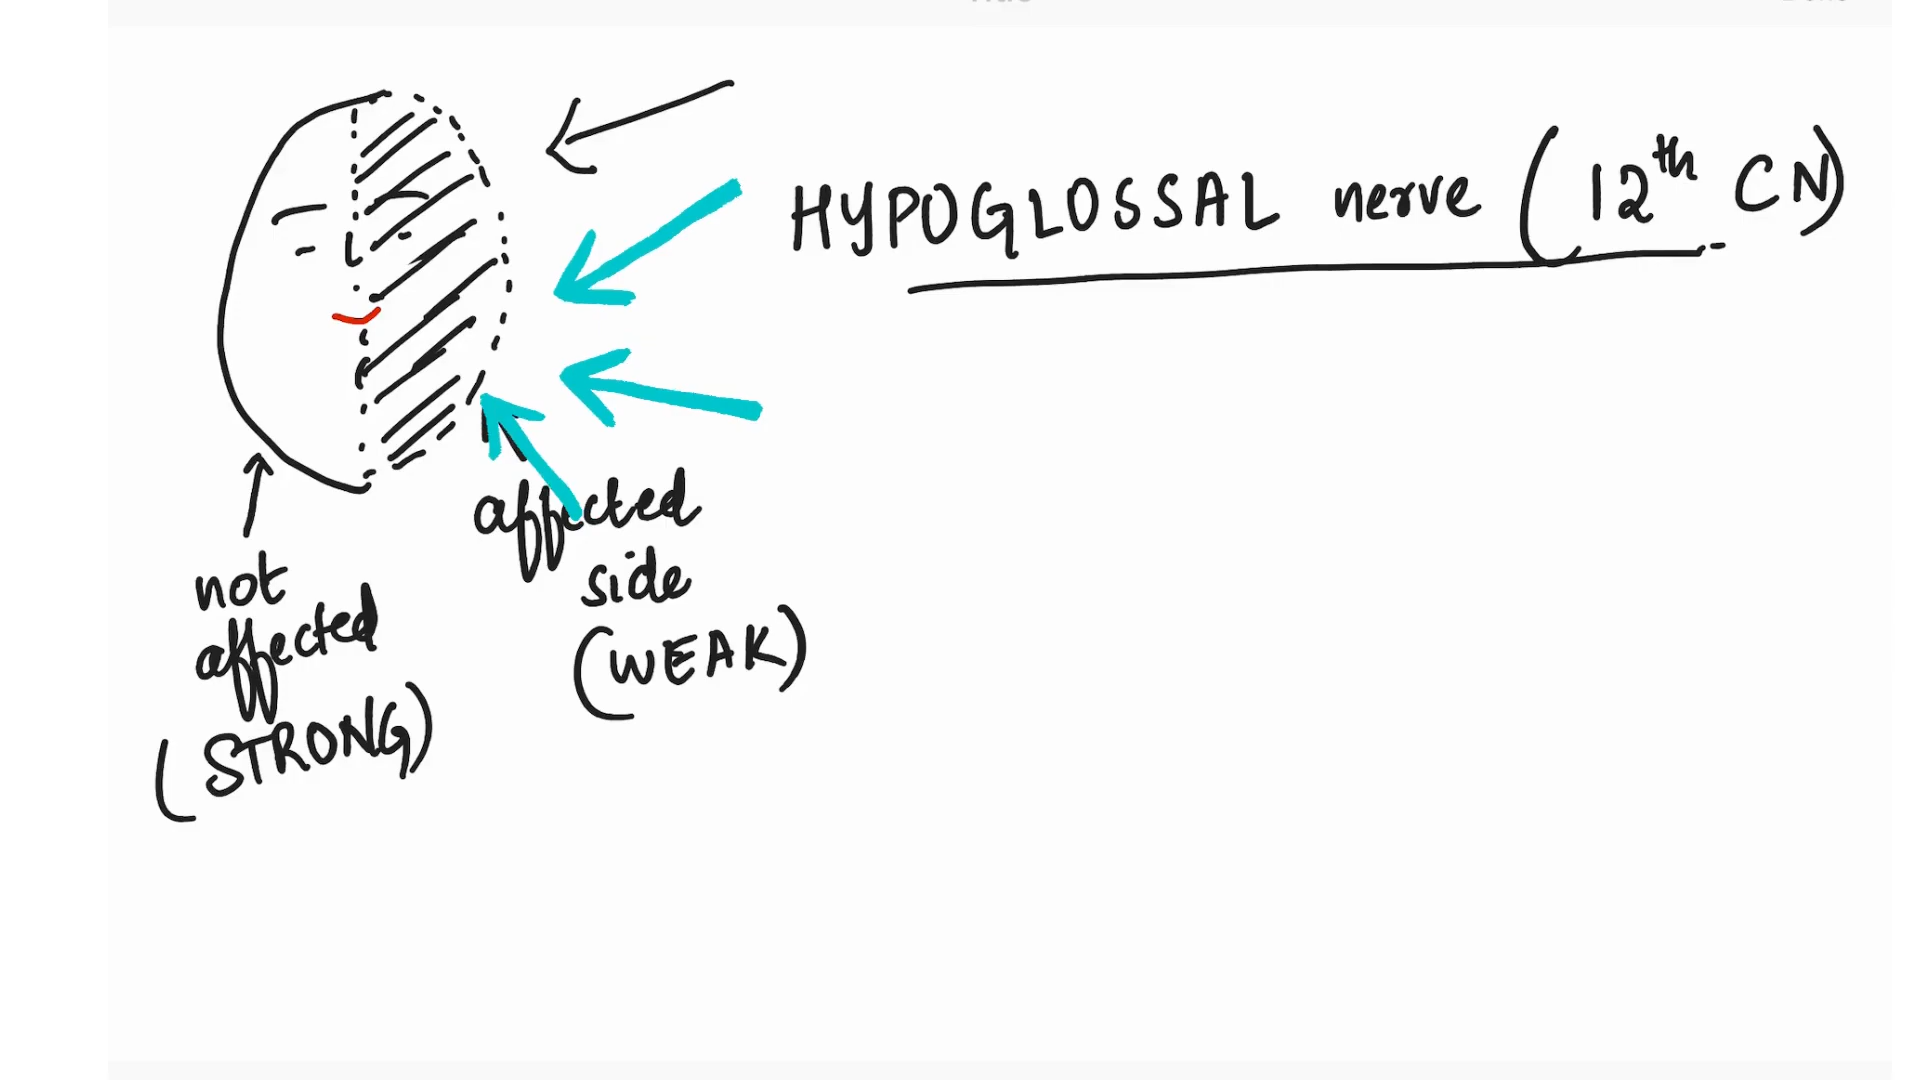 HYPOGLOSSAL nerve (12th CN)
affected
side
(WEAK)
not
affected
(STRONG)